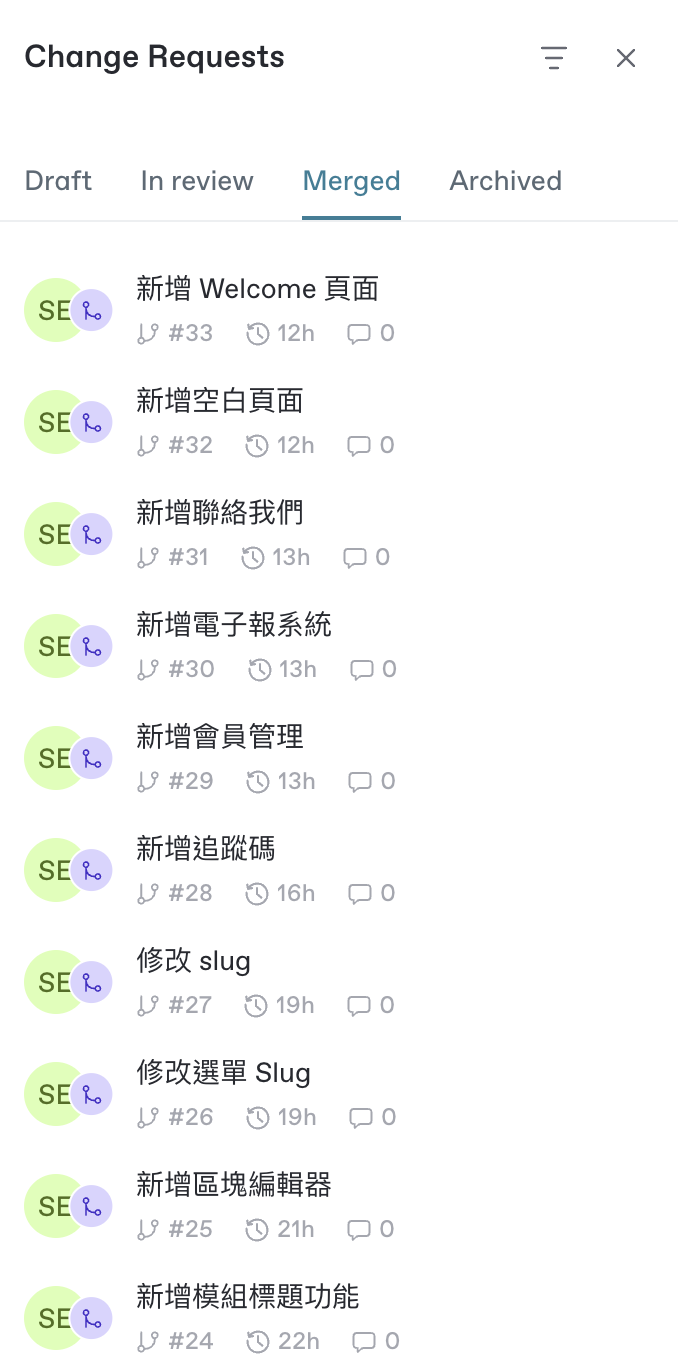 Change Requests
Draft In review Merged Archived
SE 新增 Welcome 頁面
#33 12h 0
SE 新增空白頁面
#32 12h 0
SE 新增聯絡我們
#31 13h 0
SE 新增電子報系統
#30 13h 0
SE 新增會員管理
#29 13h 0
SE 新增追蹤碼
#28 16h 0
SE 修改 slug
#27 19h 0
SE 修改選單 Slug
#26 19h 0
SE 新增區塊編輯器
#25 21h 0
SE 新增模組標題功能
#24 22h 0